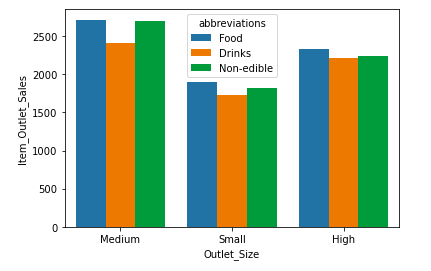 abbreviations
Food
Drinks
Non-edible
Item_Outlet_Sales
2500
2000
1500
1000
500
0
Medium Small High
Outlet_Size